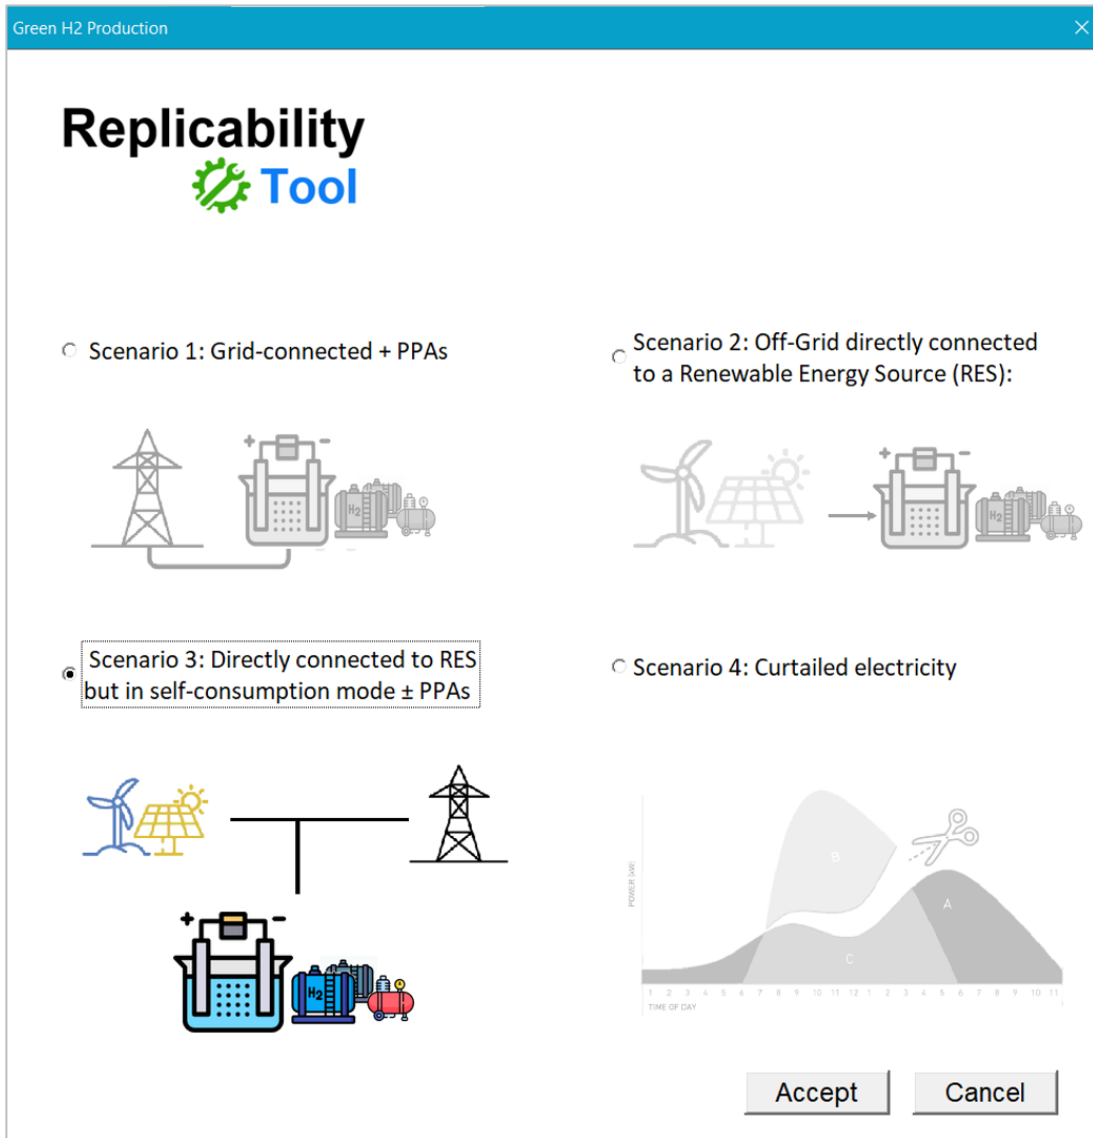 Green H2 Production
Replicability
Tool
Scenario 1: Grid-connected + PPAs
Scenario 2: Off-Grid directly connected
to a Renewable Energy Source (RES):
+ −
H2
+ −
H2
Scenario 3: Directly connected to RES
but in self-consumption mode ± PPAs
Scenario 4: Curtailed electricity
+ −
H2
POWER (kW)
B
A
C
1 2 3 4 5 6 7 8 9 10 11 12 1 2 3 4 5 6 7 8 9 10 11
TIME OF DAY
Accept Cancel